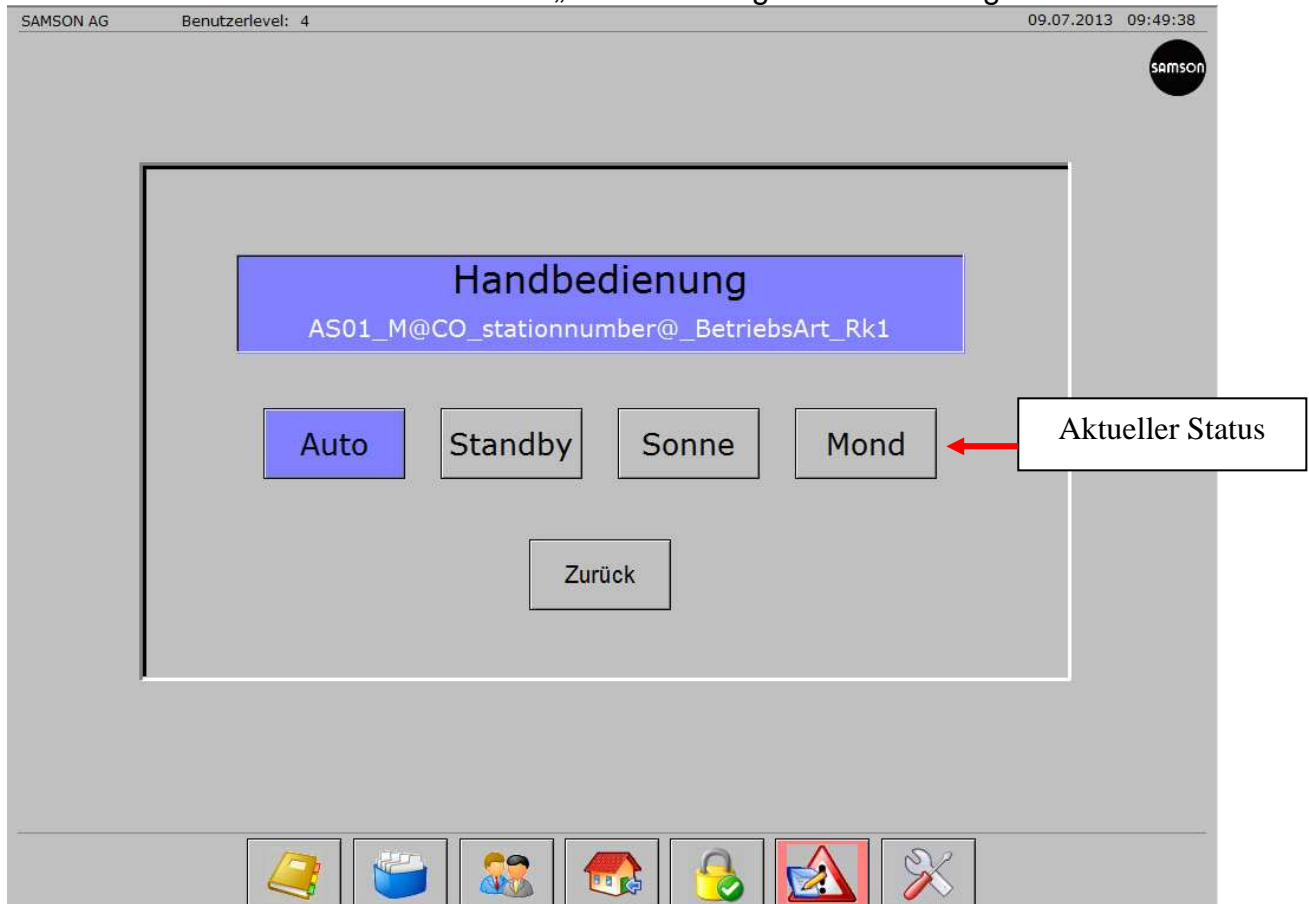 SAMSON AG Benutzerlevel: 4 09.07.2013 09:49:38
samson
Handbedienung
AS01_M@CO_stationnumber@_BetriebsArt_Rk1
Auto Standby Sonne Mond Aktueller Status
Zurück